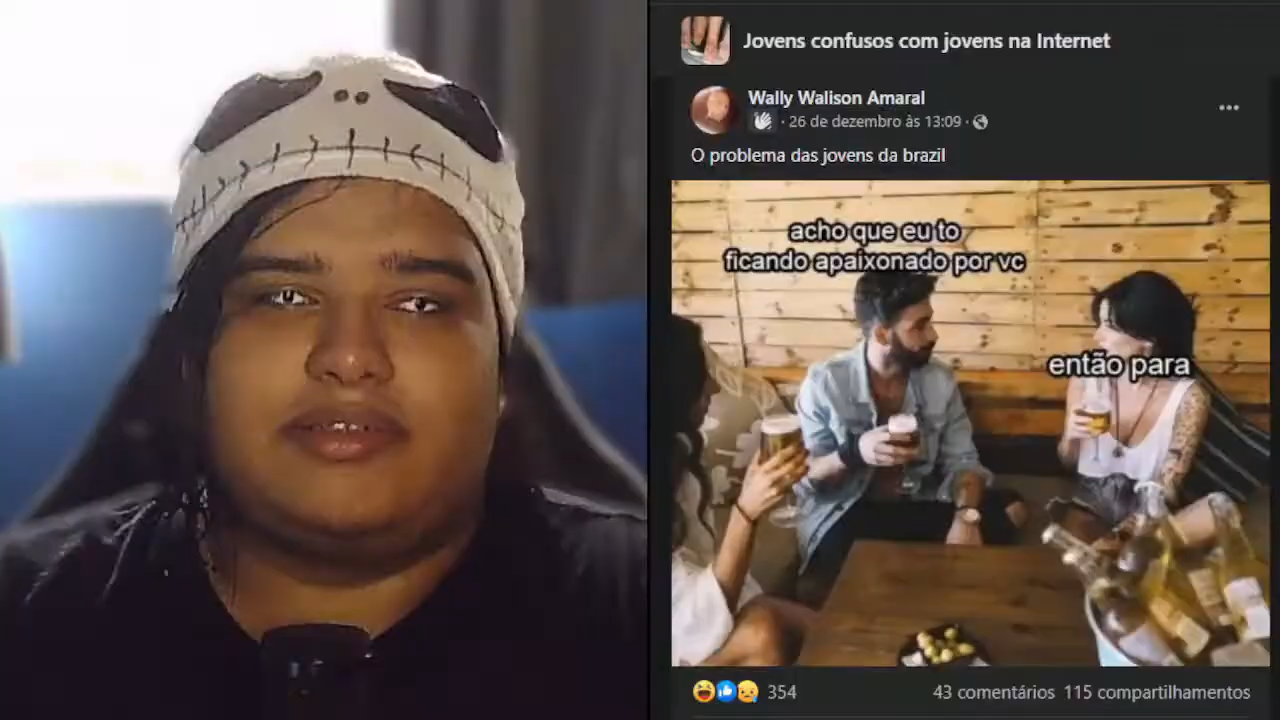 Jovens confusos com jovens na Internet
Wally Walison Amaral
· 26 de dezembro às 13:09 ·
O problema das jovens da brazil
acho que eu to
ficando apaixonado por vc
então para
354
43 comentários 115 compartilhamentos